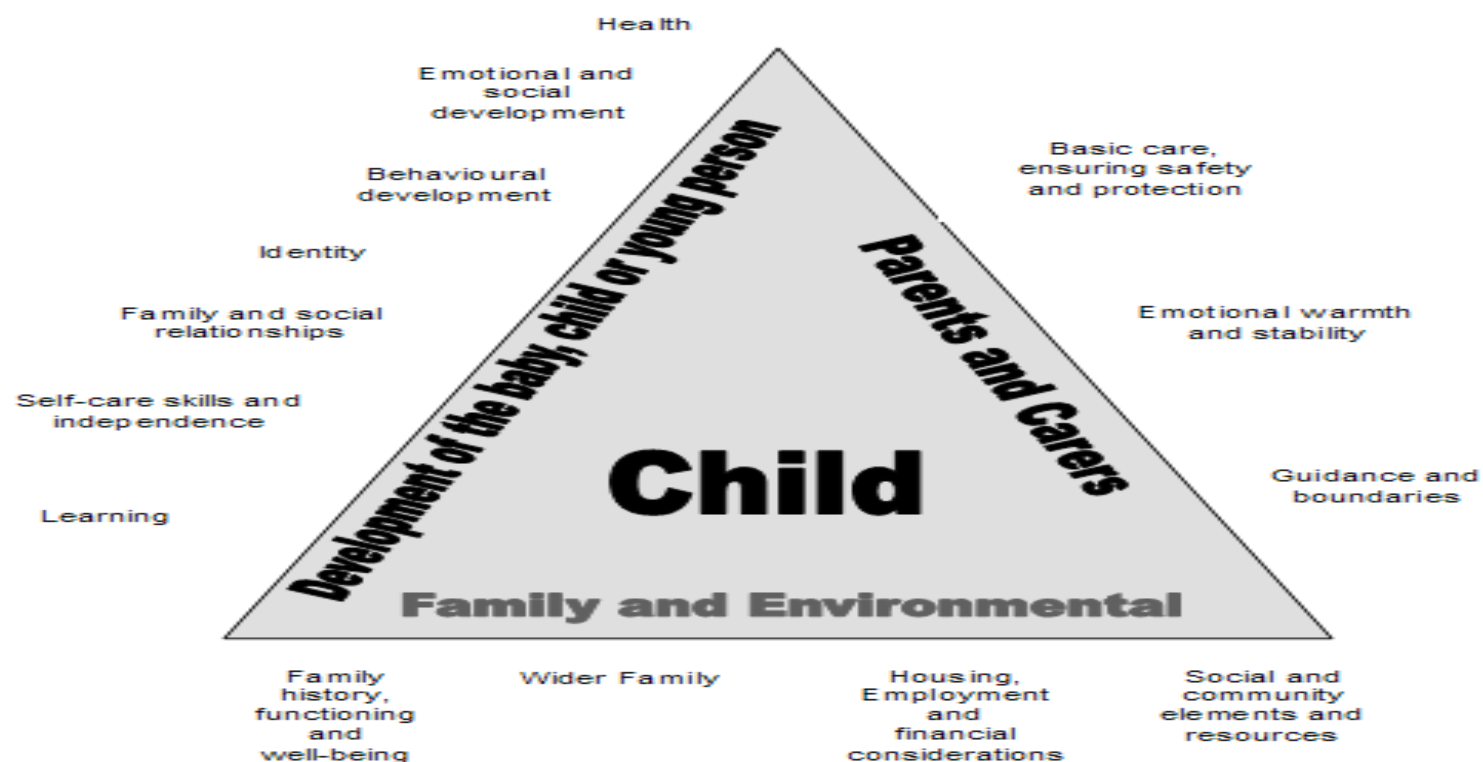 Health
Emotional and
social
development
Behavioural
development
Identity
Family and social
relationships
Self-care skills and
independence
Learning
Development of the baby, child or young person
Basic care,
ensuring safety
and protection
Emotional warmth
and stability
Guidance and
boundaries
Parents and Carers
Child
Family and Environmental
Family
history,
functioning
and
well-being
Wider Family
Housing,
Employment
and
financial
considerations
Social and
community
elements and
resources